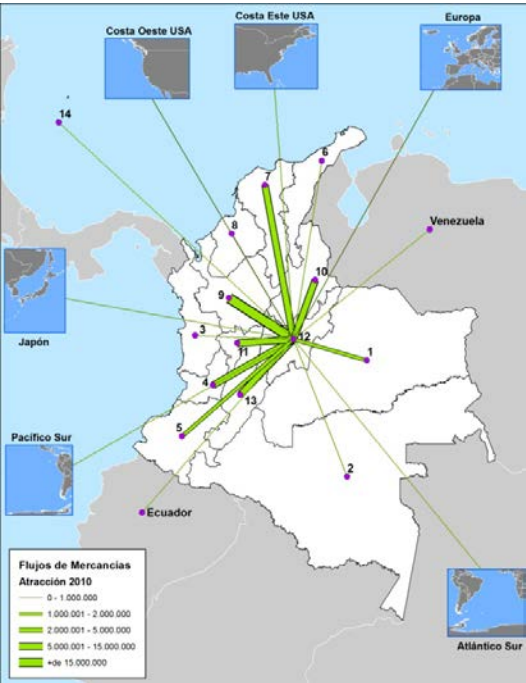 Costa Oeste USA
Costa Este USA
Europa
14
6
7
Venezuela
8
10
9
3
12
11
Japón
1
4
13
5
Pacífico Sur
2
Ecuador
Flujos de Mercancias
Atracción 2010
0 - 1.000.000
1.000.001 - 2.000.000
2.000.001 - 5.000.000
5.000.001 - 15.000.000
+de 15.000.000
Atlántico Sur